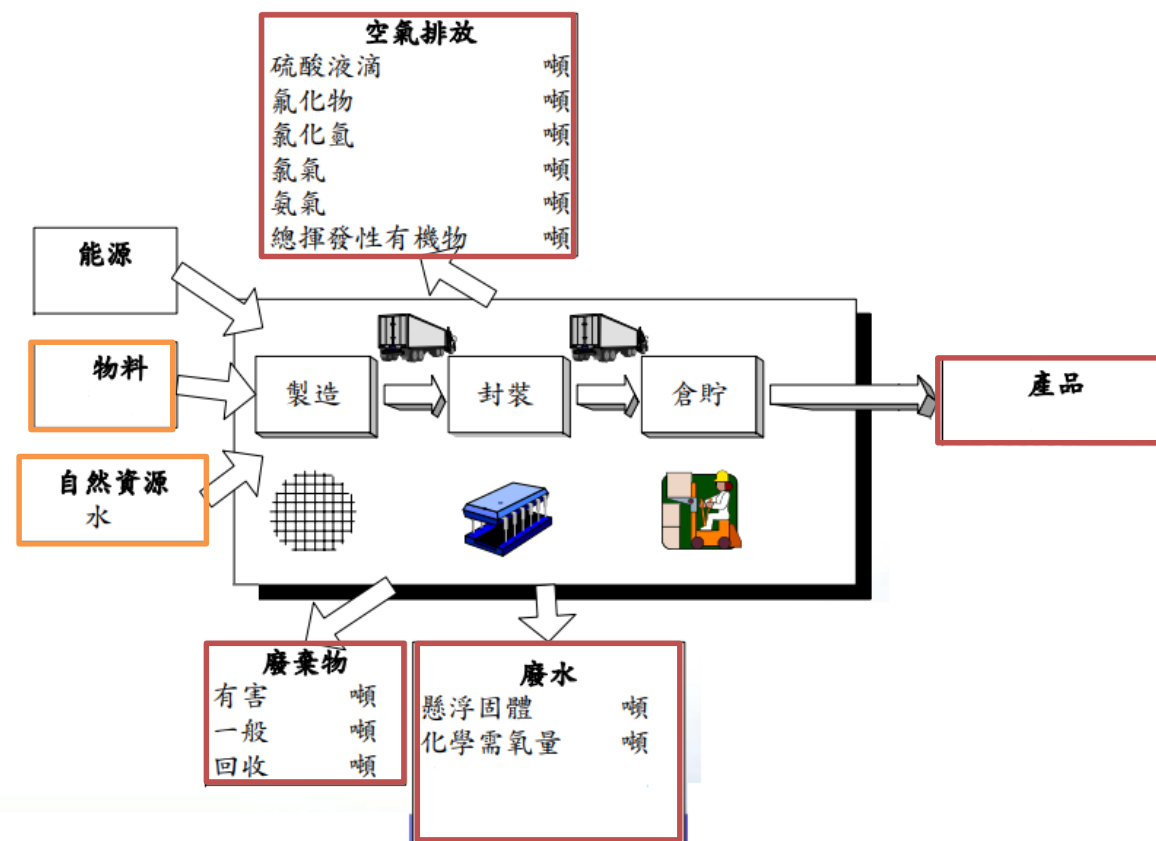 空氣排放
硫酸液滴 噸
氟化物 噸
氯化氫 噸
氯氣 噸
氨氣 噸
總揮發性有機物 噸
能源
物料
自然資源
水
製造
封裝
倉貯
產品
廢棄物
有害 噸
一般 噸
回收 噸
廢水
懸浮固體 噸
化學需氧量 噸